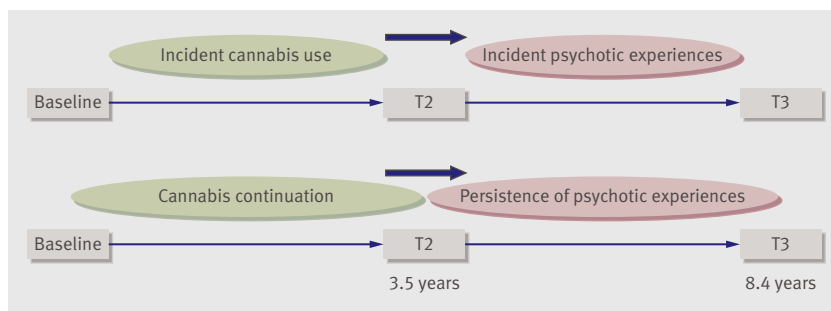 Incident cannabis use
Incident psychotic experiences
Baseline
T2
T3
Cannabis continuation
Persistence of psychotic experiences
Baseline
T2
T3
3.5 years
8.4 years